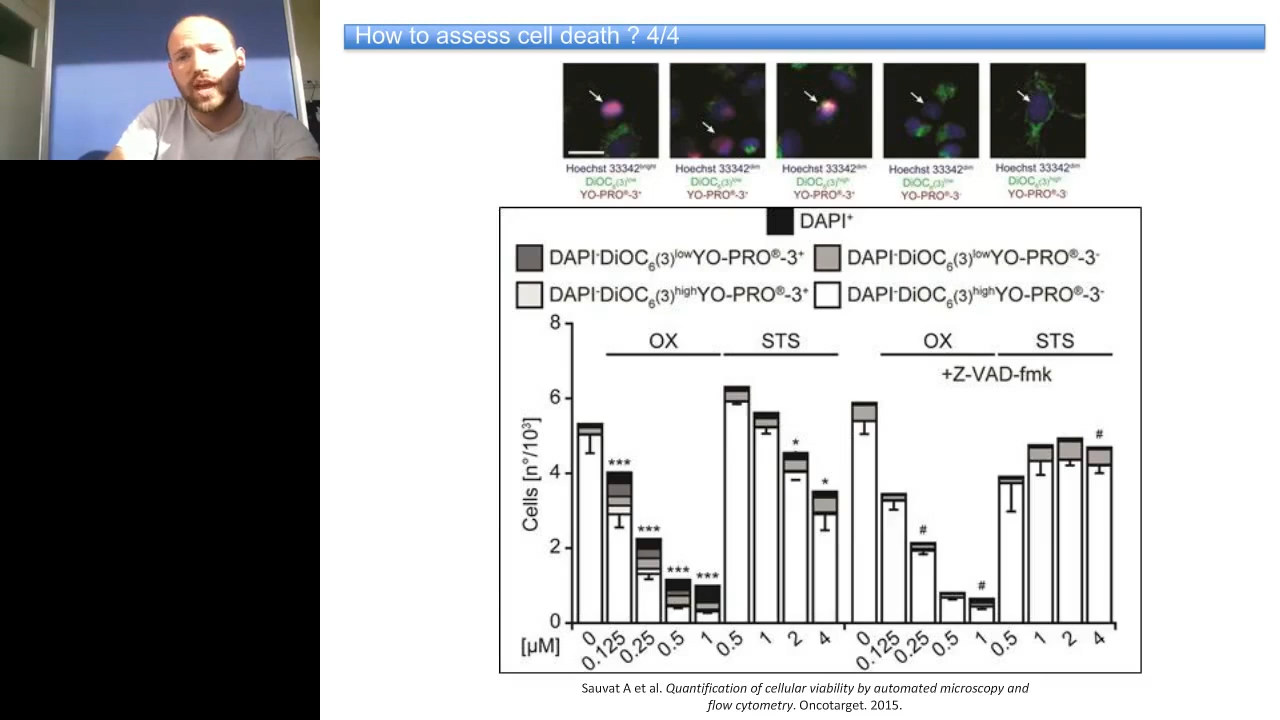 How to assess cell death ? 4/4
Hoechst 33342bright Hoechst 33342dim Hoechst 33342dim Hoechst 33342dim Hoechst 33342dim
DiOC6(3)low DiOC6(3)low DiOC6(3)high DiOC6(3)low DiOC6(3)high
YO-PRO®-3+ YO-PRO®-3+ YO-PRO®-3+ YO-PRO®-3- YO-PRO®-3-
DAPI+
DAPI-DiOC6(3)lowYO-PRO®-3+ DAPI-DiOC6(3)lowYO-PRO®-3-
DAPI-DiOC6(3)highYO-PRO®-3+ DAPI-DiOC6(3)highYO-PRO®-3-
8
OX STS OX STS
+Z-VAD-fmk
6
Cells [n°/10³]
*** *** *** *** * * # # #
4
2
0
[µM] 0 0.125 0.25 0.5 1 0.5 1 2 4 0 0.125 0.25 0.5 1 0.5 1 2 4
Sauvat A et al. Quantification of cellular viability by automated microscopy and
flow cytometry. Oncotarget. 2015.